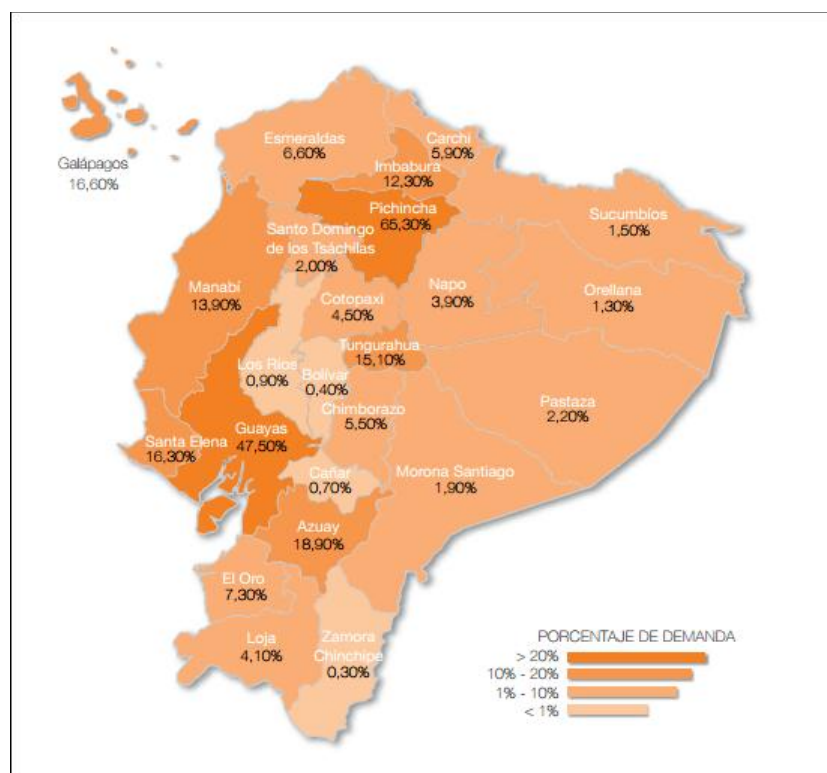 Galápagos
16,60%
Esmeraldas
6,60%
Carchi
5,90%
Imbabura
12,30%
Pichincha
65,30%
Sucumbíos
1,50%
Santo Domingo
de los Tsáchilas
2,00%
Manabí
13,90%
Cotopaxi
4,50%
Napo
3,90%
Orellana
1,30%
Tungurahua
15,10%
Los Ríos
0,90%
Bolívar
0,40%
Chimborazo
5,50%
Pastaza
2,20%
Santa Elena
16,30%
Guayas
47,50%
Cañar
0,70%
Morona Santiago
1,90%
Azuay
18,90%
El Oro
7,30%
Loja
4,10%
Zamora
Chinchipe
0,30%
PORCENTAJE DE DEMANDA
> 20%
10% - 20%
1% - 10%
< 1%